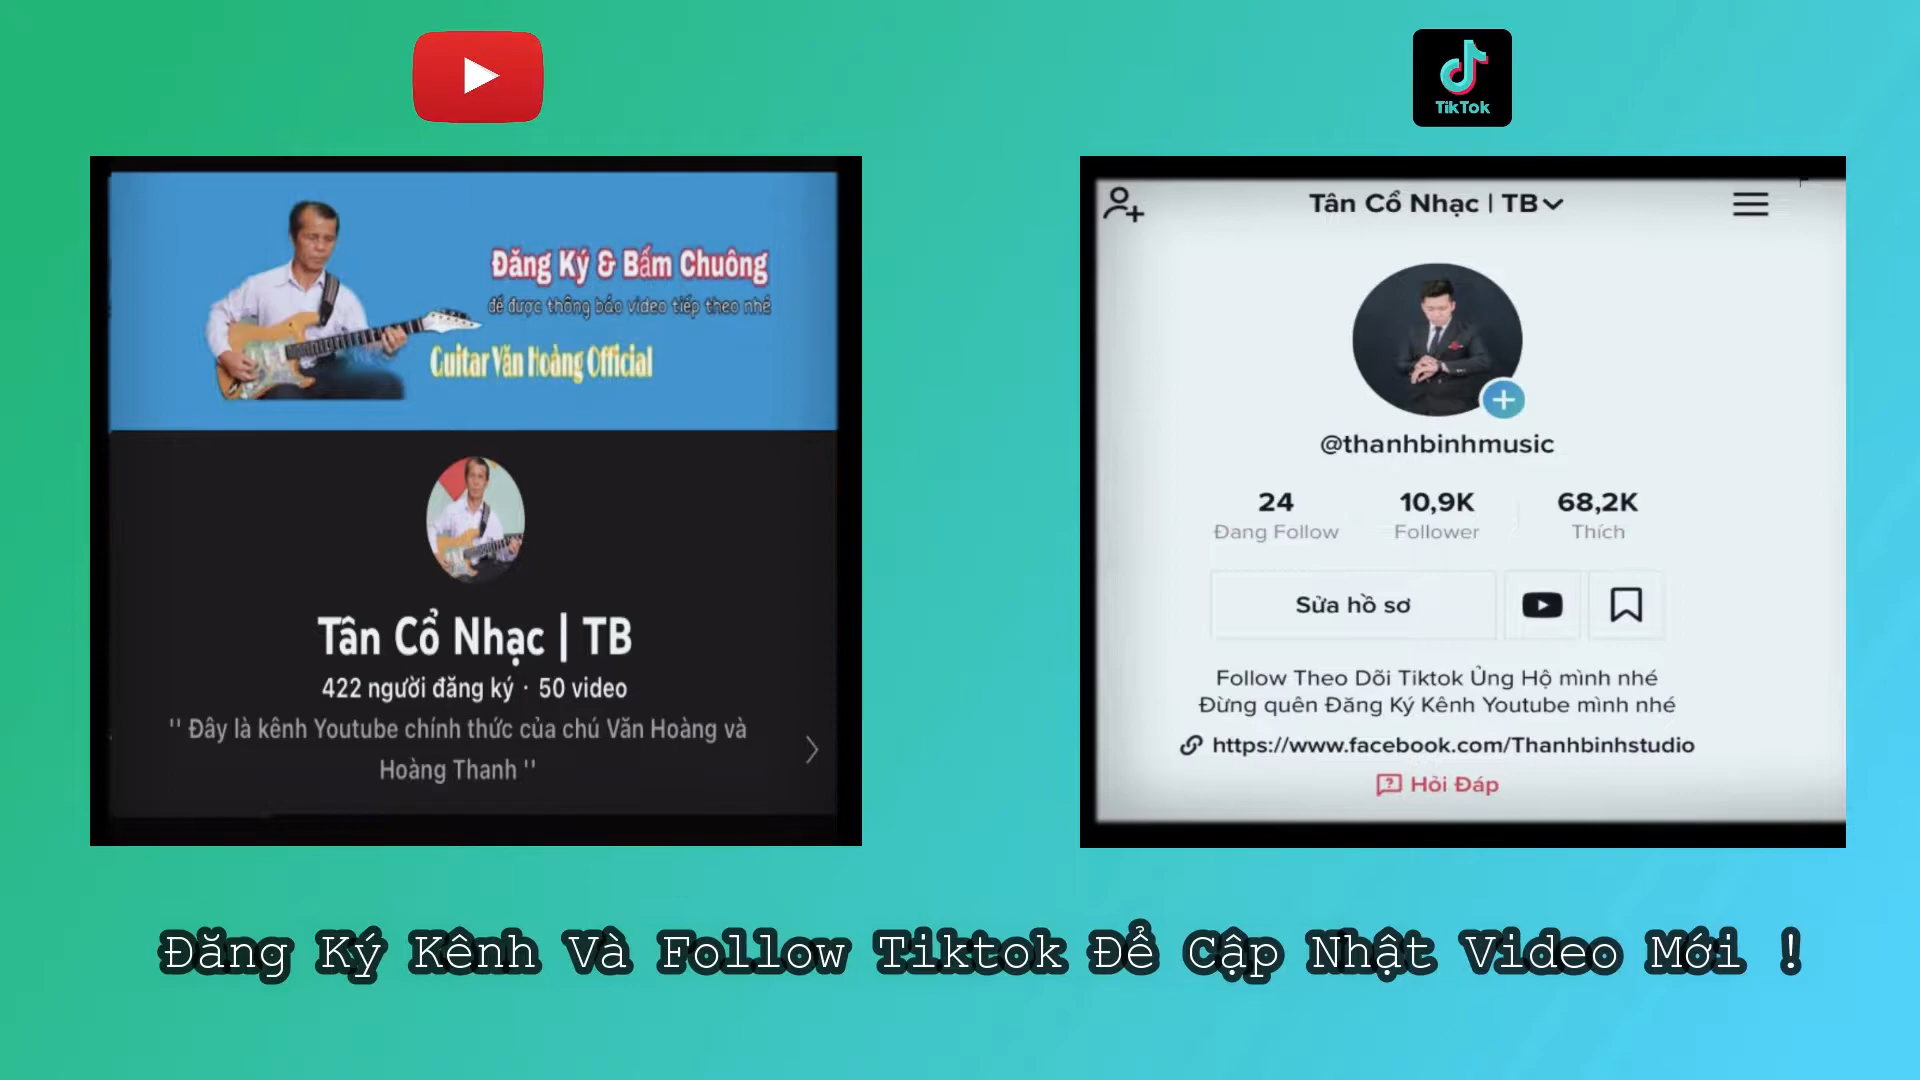 TikTok
Đăng Ký & Bấm Chuông
để được thông báo video tiếp theo nhé
Guitar Văn Hoàng Official
Tân Cổ Nhạc | TB
422 người đăng ký · 50 video
'' Đây là kênh Youtube chính thức của chú Văn Hoàng và
Hoàng Thanh ''
Tân Cổ Nhạc | TB
@thanhbinhmusic
24 10,9K 68,2K
Đang Follow Follower Thích
Sửa hồ sơ
Follow Theo Dõi Tiktok Ủng Hộ mình nhé
Đừng quên Đăng Ký Kênh Youtube mình nhé
https://www.facebook.com/Thanhbinhstudio
Hỏi Đáp
Đăng Ký Kênh Và Follow Tiktok Để Cập Nhật Video Mới !